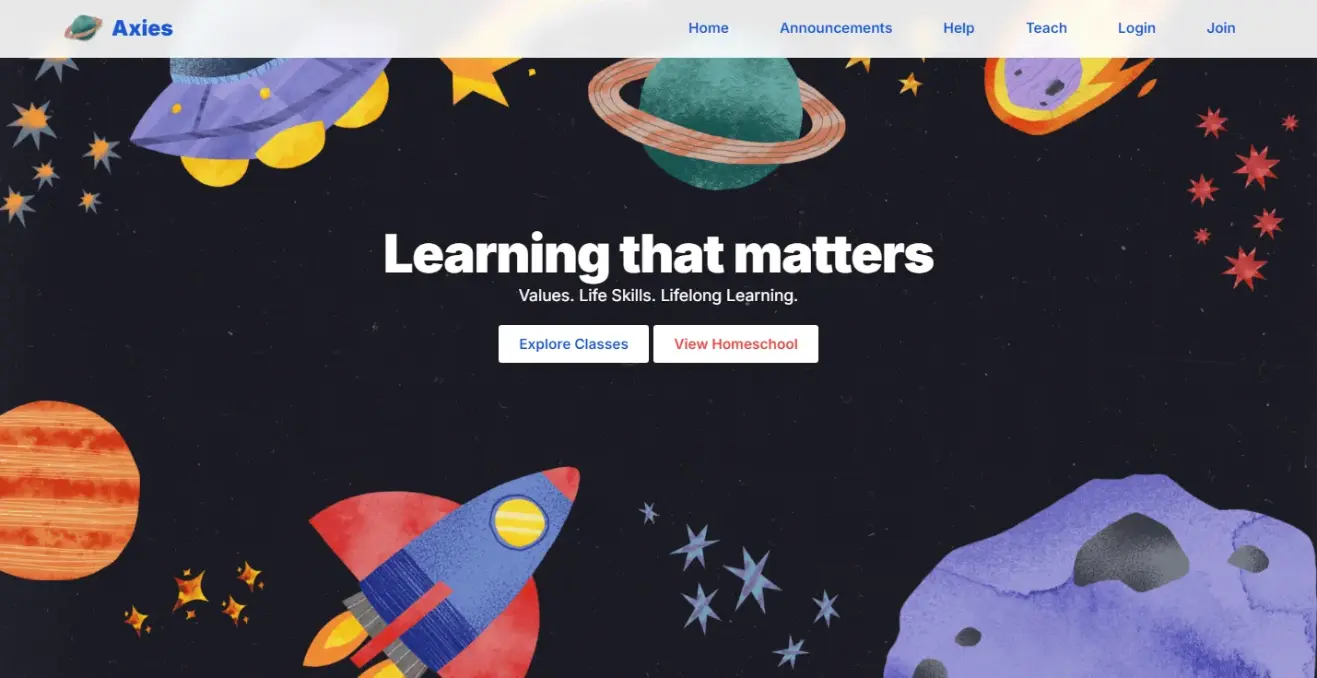 Axies
Home Announcements Help Teach Login Join
Learning that matters
Values. Life Skills. Lifelong Learning.
Explore Classes View Homeschool